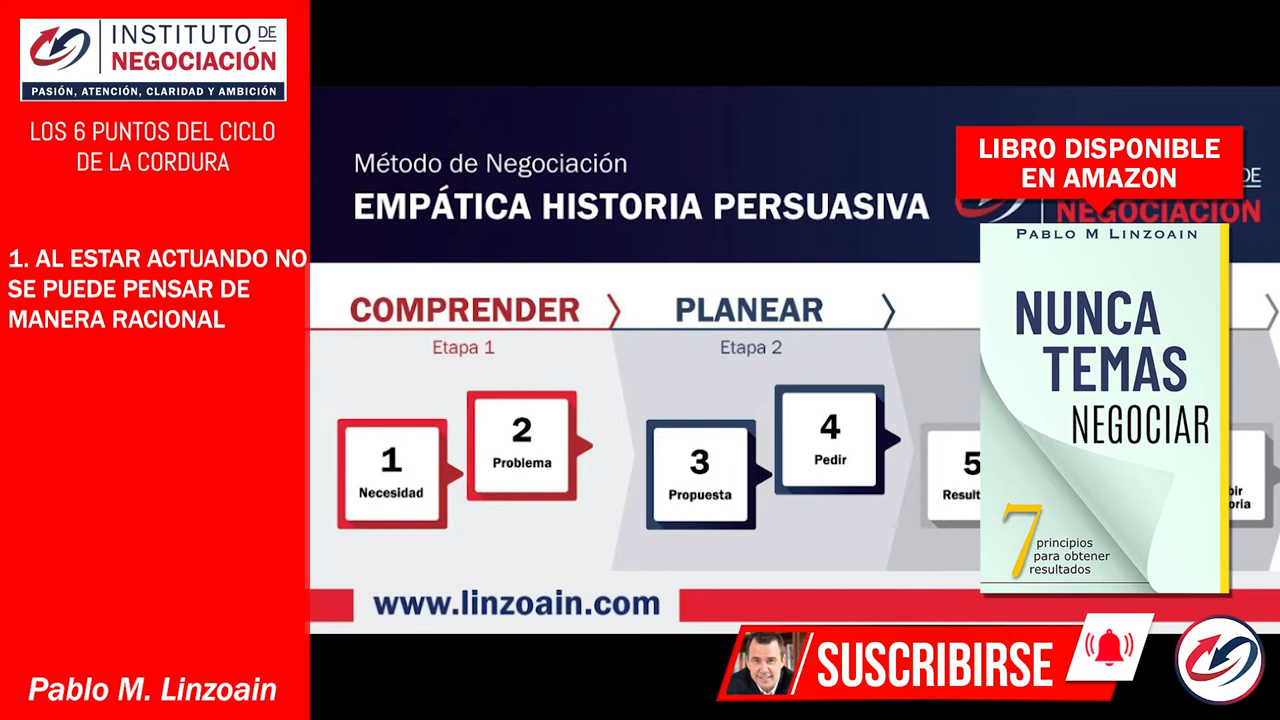 INSTITUTO DE
NEGOCIACIÓN
PASIÓN, ATENCIÓN, CLARIDAD Y AMBICIÓN
LOS 6 PUNTOS DEL CICLO
DE LA CORDURA
1. AL ESTAR ACTUANDO NO
SE PUEDE PENSAR DE
MANERA RACIONAL
Pablo M. Linzoain
Método de Negociación
EMPÁTICA HISTORIA PERSUASIVA
DE
NEGOCIACIÓN
COMPRENDER
Etapa 1
PLANEAR
Etapa 2
1
Necesidad
2
Problema
3
Propuesta
4
Pedir
5
www.linzoain.com
LIBRO DISPONIBLE
EN AMAZON
PABLO M LINZOAIN
NUNCA
TEMAS
NEGOCIAR
7
principios
para obtener
resultados
SUSCRIBIRSE